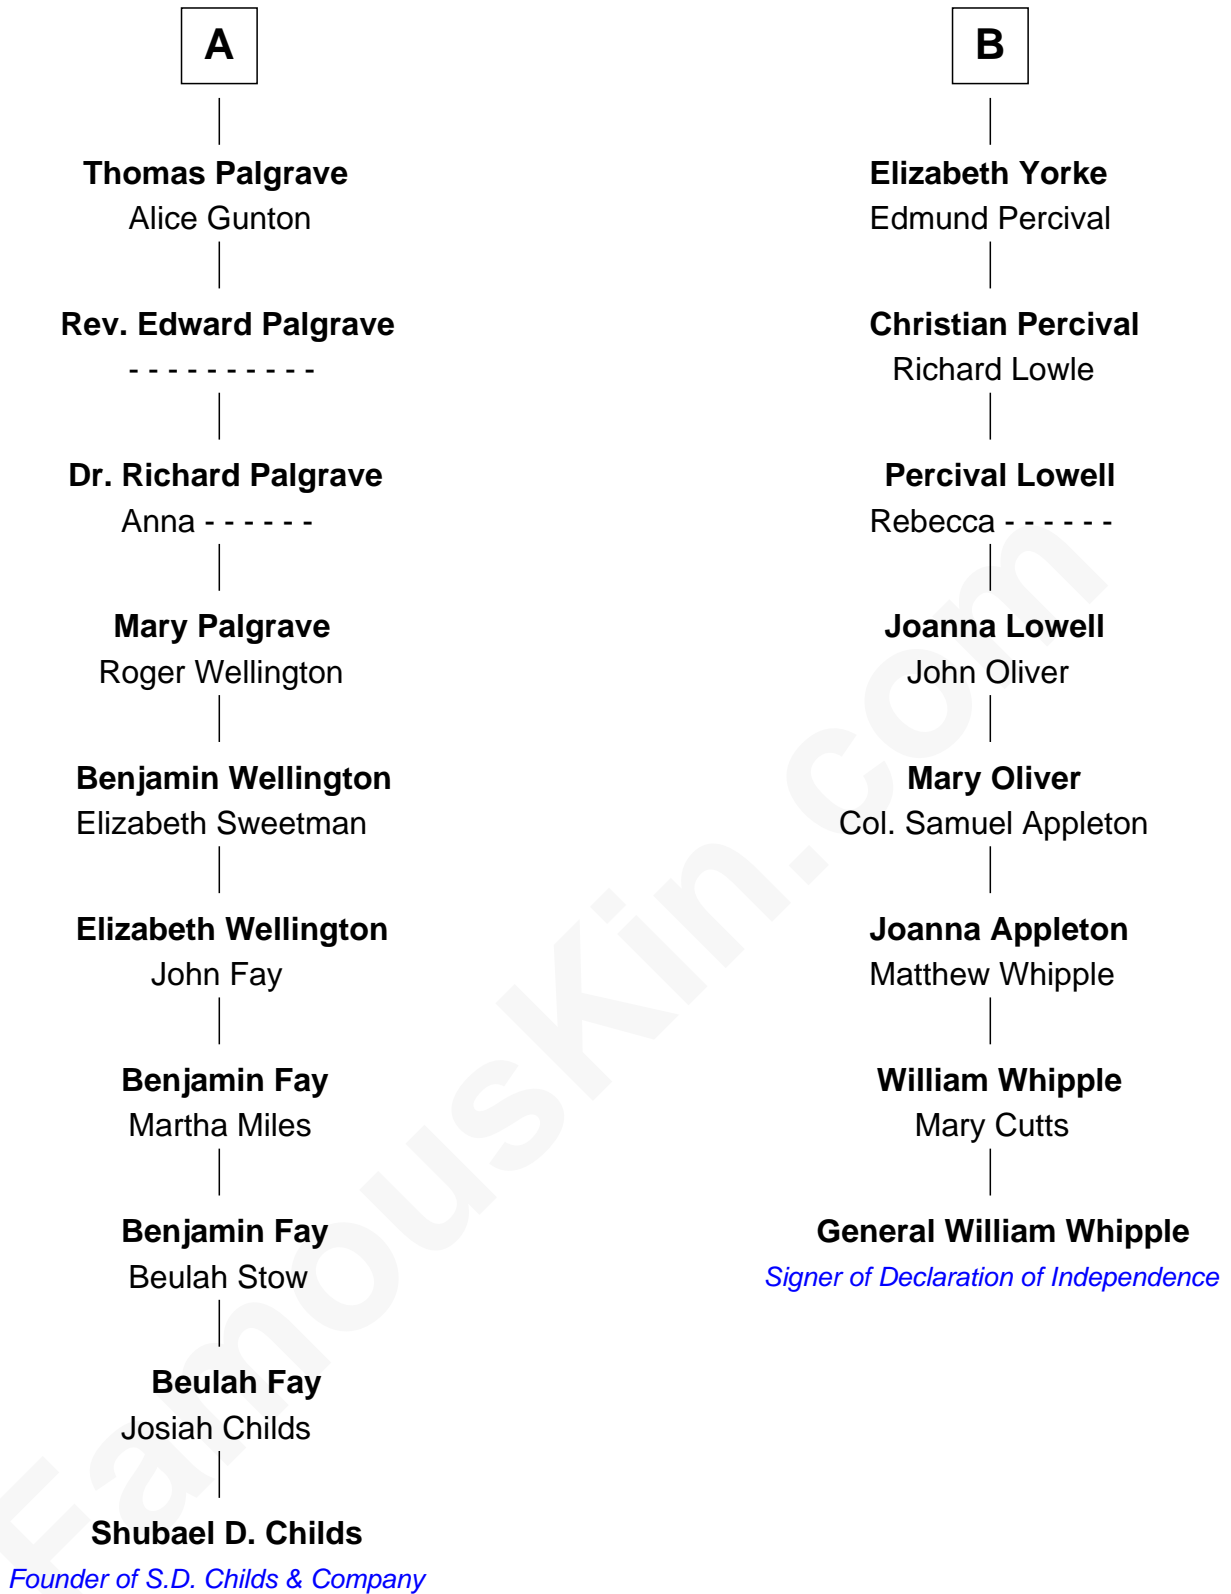 A
Thomas Palgrave
Alice Gunton
Rev. Edward Palgrave
- - - - - - - - - -
Dr. Richard Palgrave
Anna - - - - - -
Mary Palgrave
Roger Wellington
Benjamin Wellington
Elizabeth Sweetman
Elizabeth Wellington
John Fay
Benjamin Fay
Martha Miles
Benjamin Fay
Beulah Stow
Beulah Fay
Josiah Childs
Shubael D. Childs
Founder of S.D. Childs & Company
B
Elizabeth Yorke
Edmund Percival
Christian Percival
Richard Lowle
Percival Lowell
Rebecca - - - - - -
Joanna Lowell
John Oliver
Mary Oliver
Col. Samuel Appleton
Joanna Appleton
Matthew Whipple
William Whipple
Mary Cutts
General William Whipple
Signer of Declaration of Independence
FamousKin.com